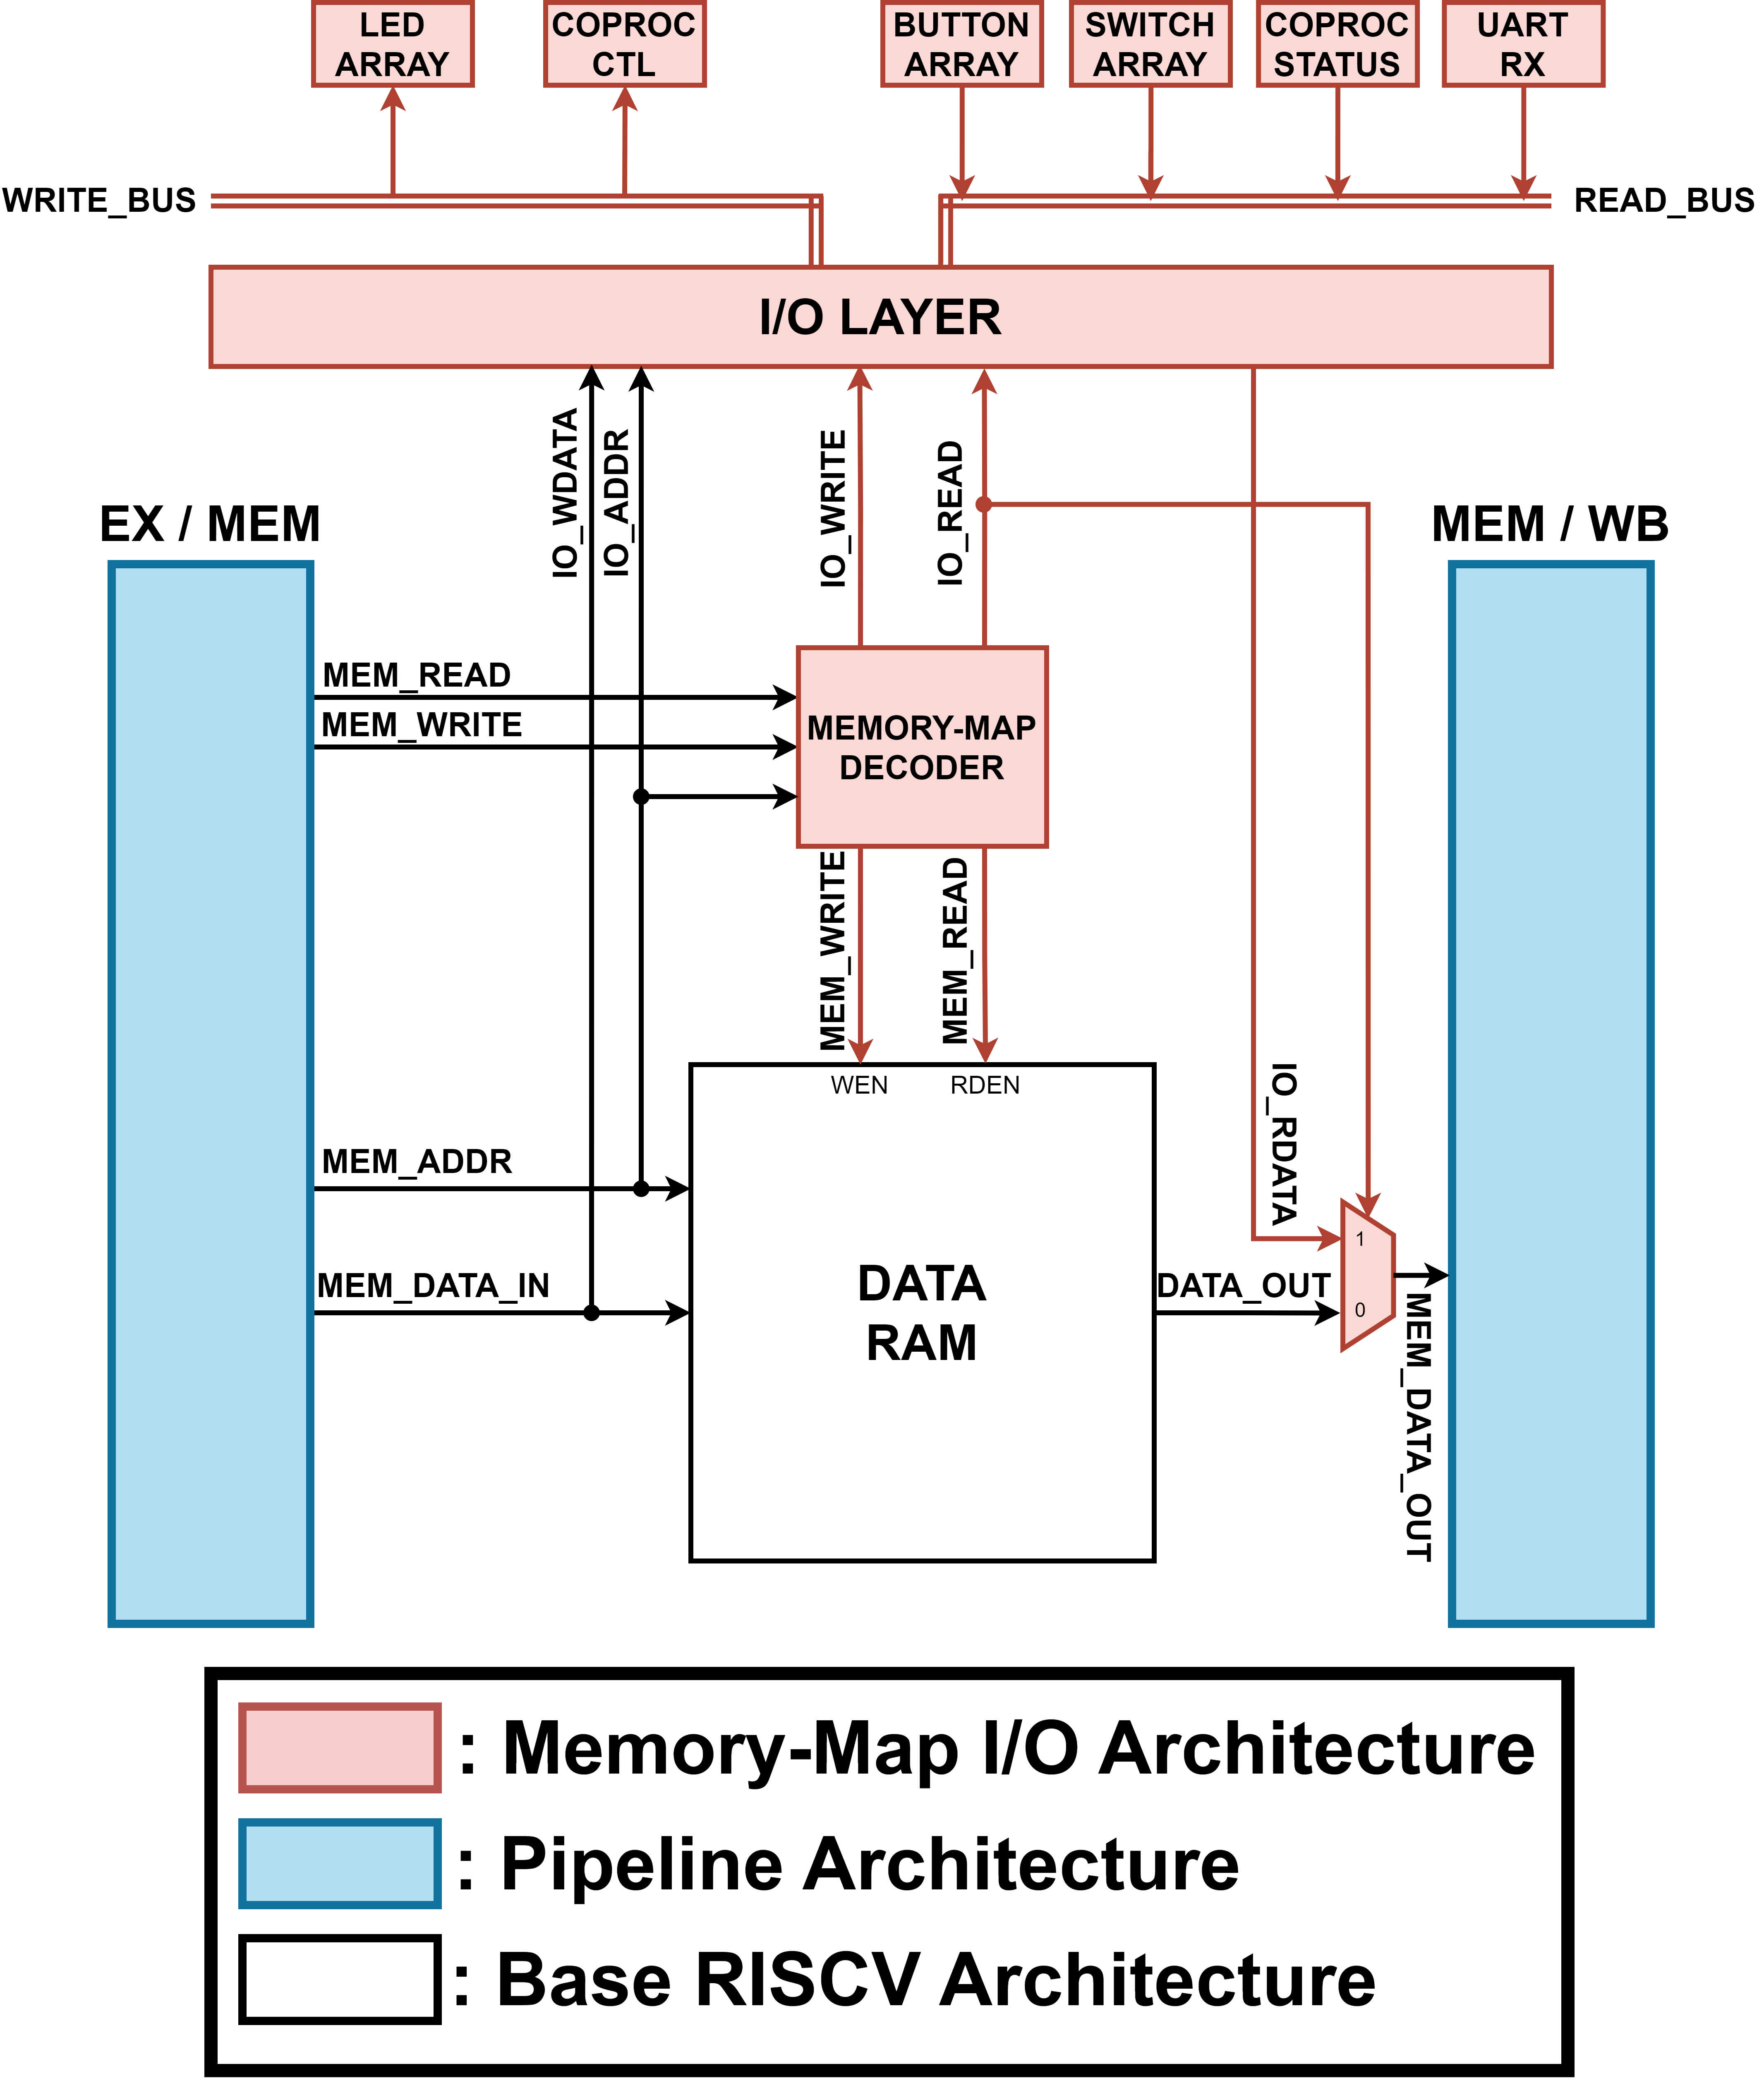 LED
ARRAY
COPROC
CTL
BUTTON
ARRAY
SWITCH
ARRAY
COPROC
STATUS
UART
RX
WRITE_BUS
READ_BUS
I/O LAYER
IO_WDATA
IO_ADDR
IO_WRITE
IO_READ
EX / MEM
MEM / WB
MEM_READ
MEM_WRITE
MEMORY-MAP
DECODER
MEM_WRITE
MEM_READ
WEN
RDEN
IO_RDATA
MEM_ADDR
MEM_DATA_IN
DATA
RAM
DATA_OUT
1
0
MEM_DATA_OUT
: Memory-Map I/O Architecture
: Pipeline Architecture
: Base RISCV Architecture